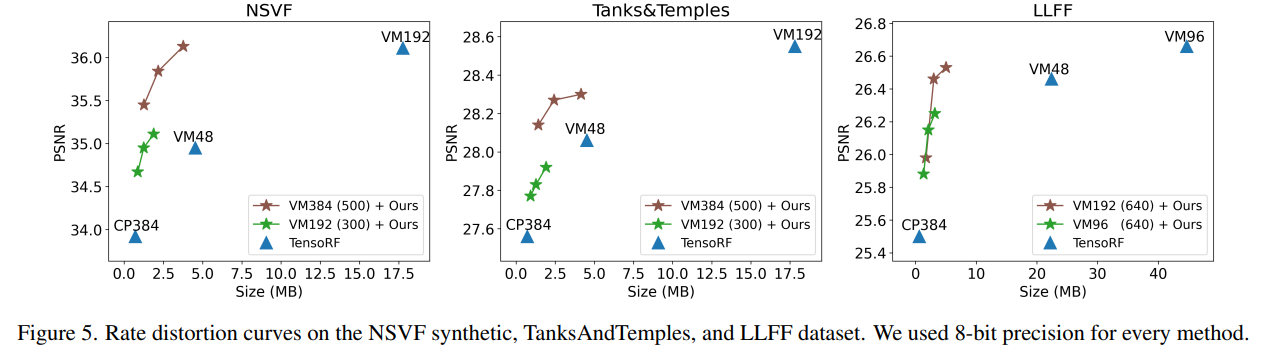 NSVF
PSNR
36.0
35.5
35.0
34.5
34.0
VM192
VM48
CP384
VM384 (500) + Ours
VM192 (300) + Ours
TensoRF
0.0 2.5 5.0 7.5 10.0 12.5 15.0 17.5
Size (MB)
Tanks&Temples
PSNR
28.6
28.4
28.2
28.0
27.8
27.6
VM192
VM48
CP384
VM384 (500) + Ours
VM192 (300) + Ours
TensoRF
0.0 2.5 5.0 7.5 10.0 12.5 15.0 17.5
Size (MB)
LLFF
PSNR
26.8
26.6
26.4
26.2
26.0
25.8
25.6
25.4
VM96
VM48
CP384
VM192 (640) + Ours
VM96 (640) + Ours
TensoRF
0 10 20 30 40
Size (MB)
Figure 5. Rate distortion curves on the NSVF synthetic, TanksAndTemples, and LLFF dataset. We used 8-bit precision for every method.